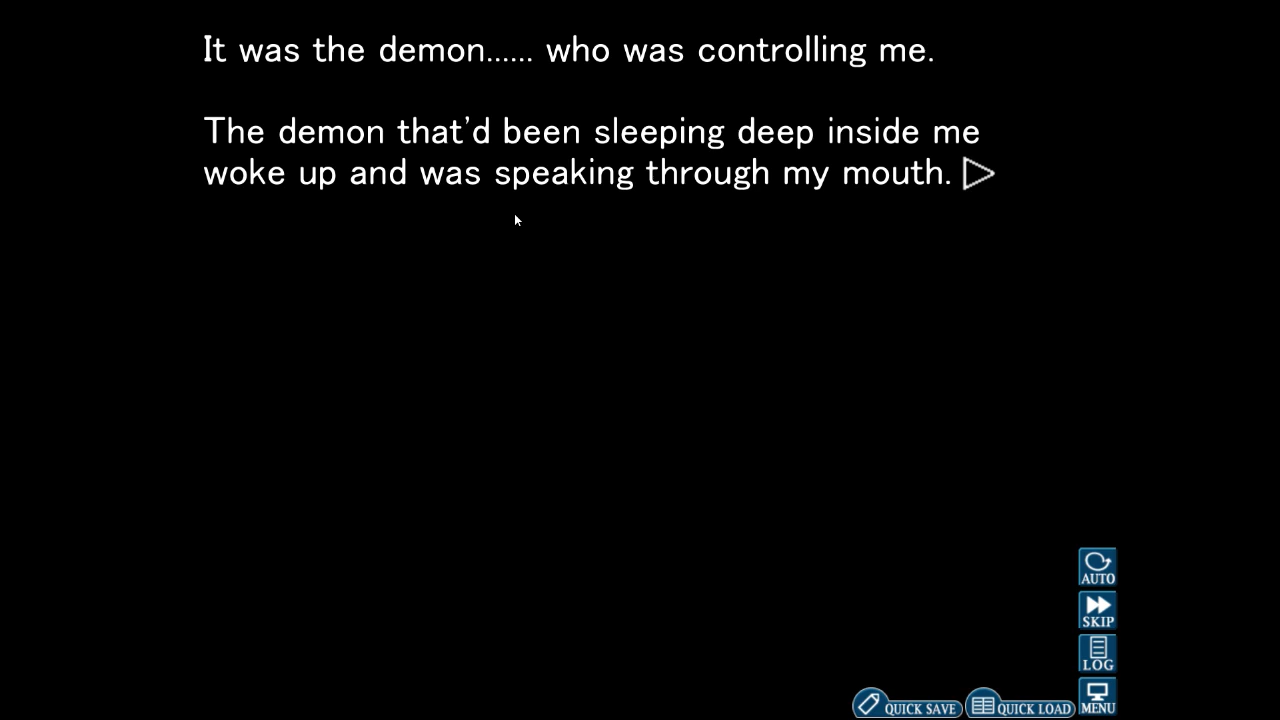 It was the demon...... who was controlling me.
The demon that'd been sleeping deep inside me
woke up and was speaking through my mouth.
AUTO
SKIP
LOG
QUICK SAVE
QUICK LOAD
MENU